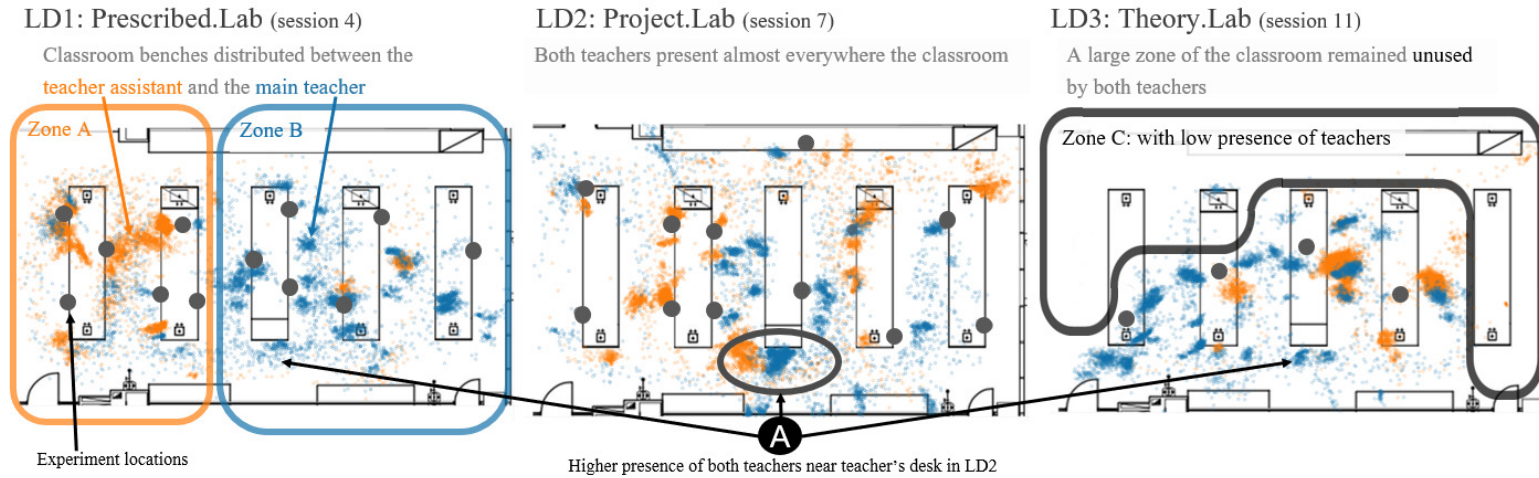 LD1: Prescribed.Lab (session 4)
Classroom benches distributed between the
teacher assistant and the main teacher
Zone A
Zone B
Experiment locations
LD2: Project.Lab (session 7)
Both teachers present almost everywhere the classroom
A
Higher presence of both teachers near teacher's desk in LD2
LD3: Theory.Lab (session 11)
A large zone of the classroom remained unused
by both teachers
Zone C: with low presence of teachers